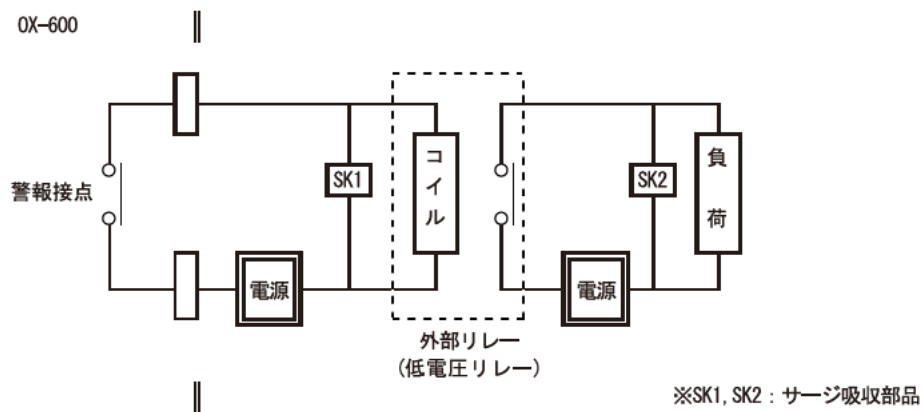 OX-600
警報接点
SK1
コイル
SK2
負荷
電源
電源
外部リレー
(低電圧リレー)
※SK1, SK2 : サージ吸収部品